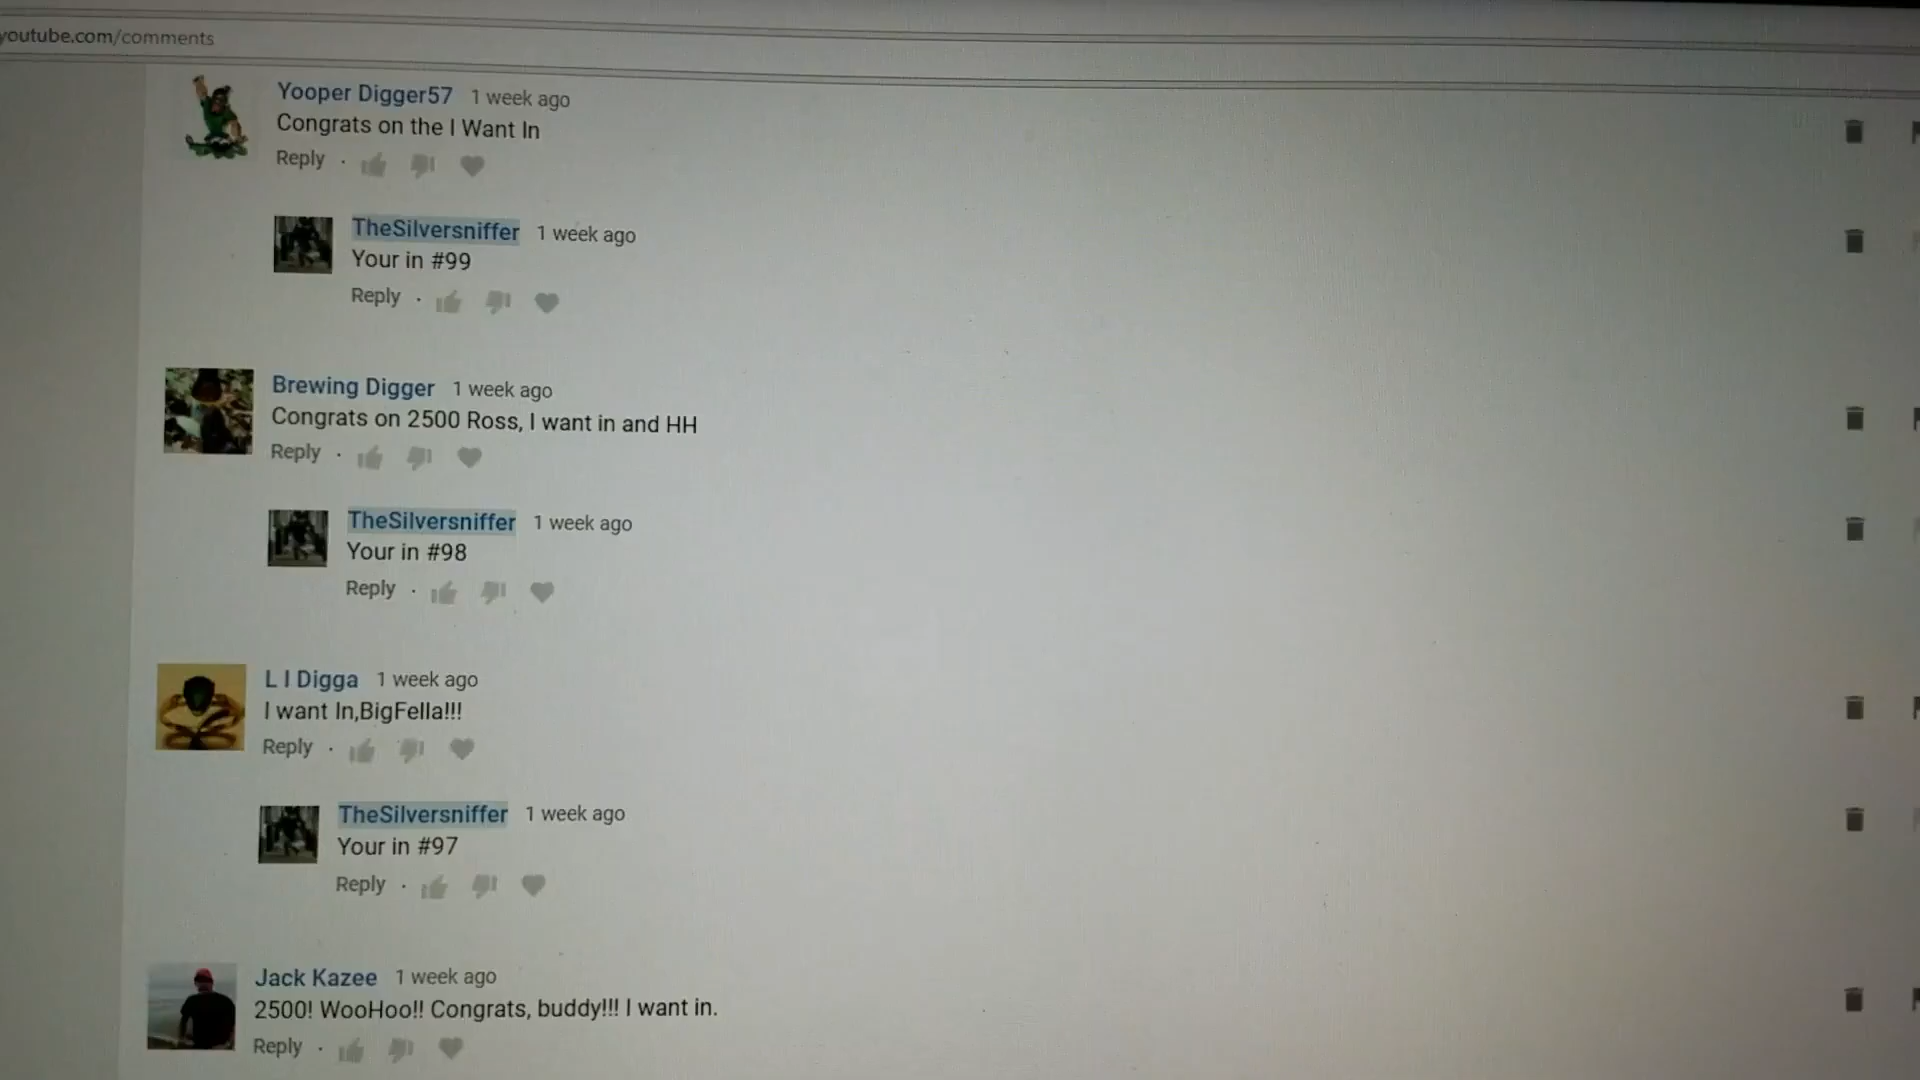 youtube.com/comments
Yooper Digger57 1 week ago
Congrats on the I Want In
Reply ·
TheSilversniffer 1 week ago
Your in #99
Reply ·
Brewing Digger 1 week ago
Congrats on 2500 Ross, I want in and HH
Reply ·
TheSilversniffer 1 week ago
Your in #98
Reply ·
L I Digga 1 week ago
I want In,BigFella!!!
Reply ·
TheSilversniffer 1 week ago
Your in #97
Reply ·
Jack Kazee 1 week ago
2500! WooHoo!! Congrats, buddy!!! I want in.
Reply ·